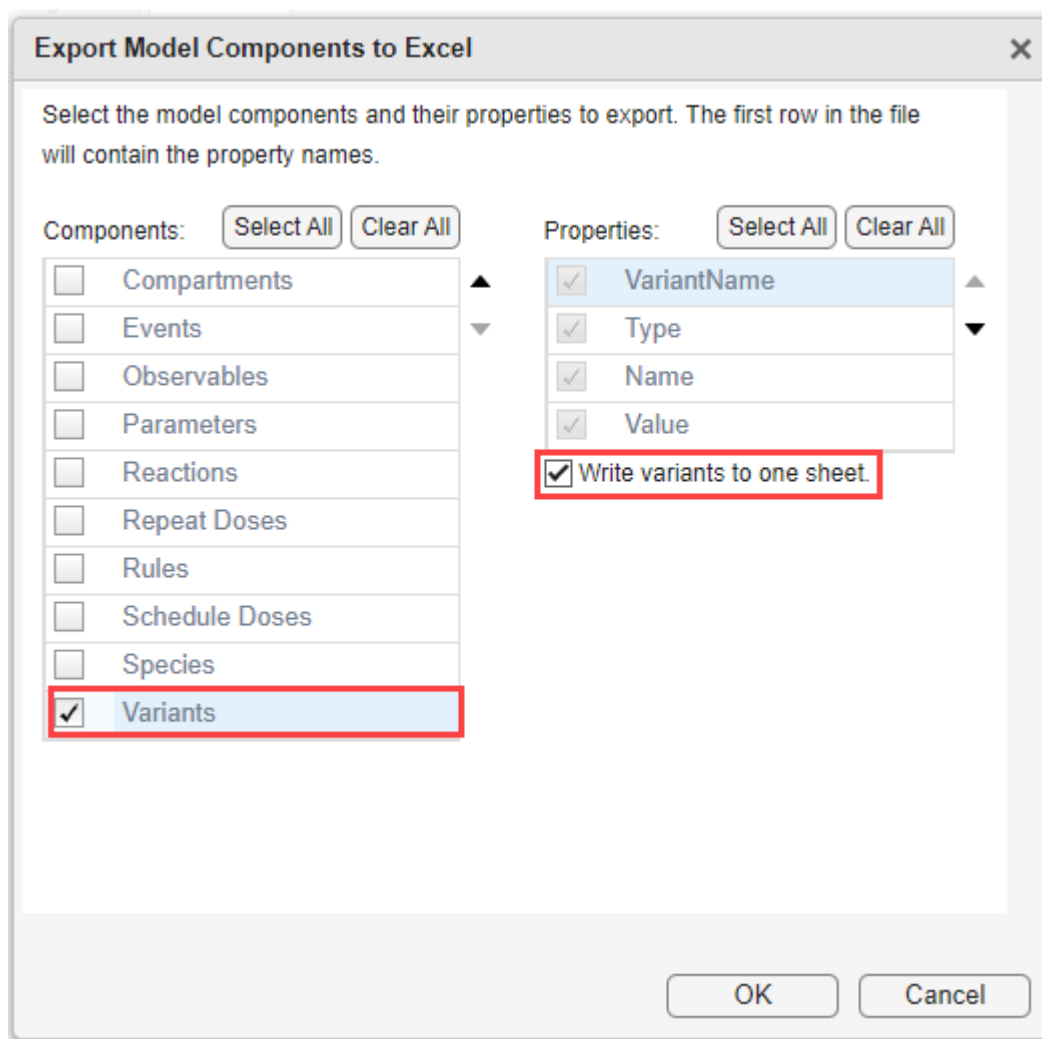 Export Model Components to Excel
Select the model components and their properties to export. The first row in the file
will contain the property names.
Components: Select All Clear All
Compartments
Events
Observables
Parameters
Reactions
Repeat Doses
Rules
Schedule Doses
Species
Variants
Properties: Select All Clear All
VariantName
Type
Name
Value
Write variants to one sheet.
OK Cancel